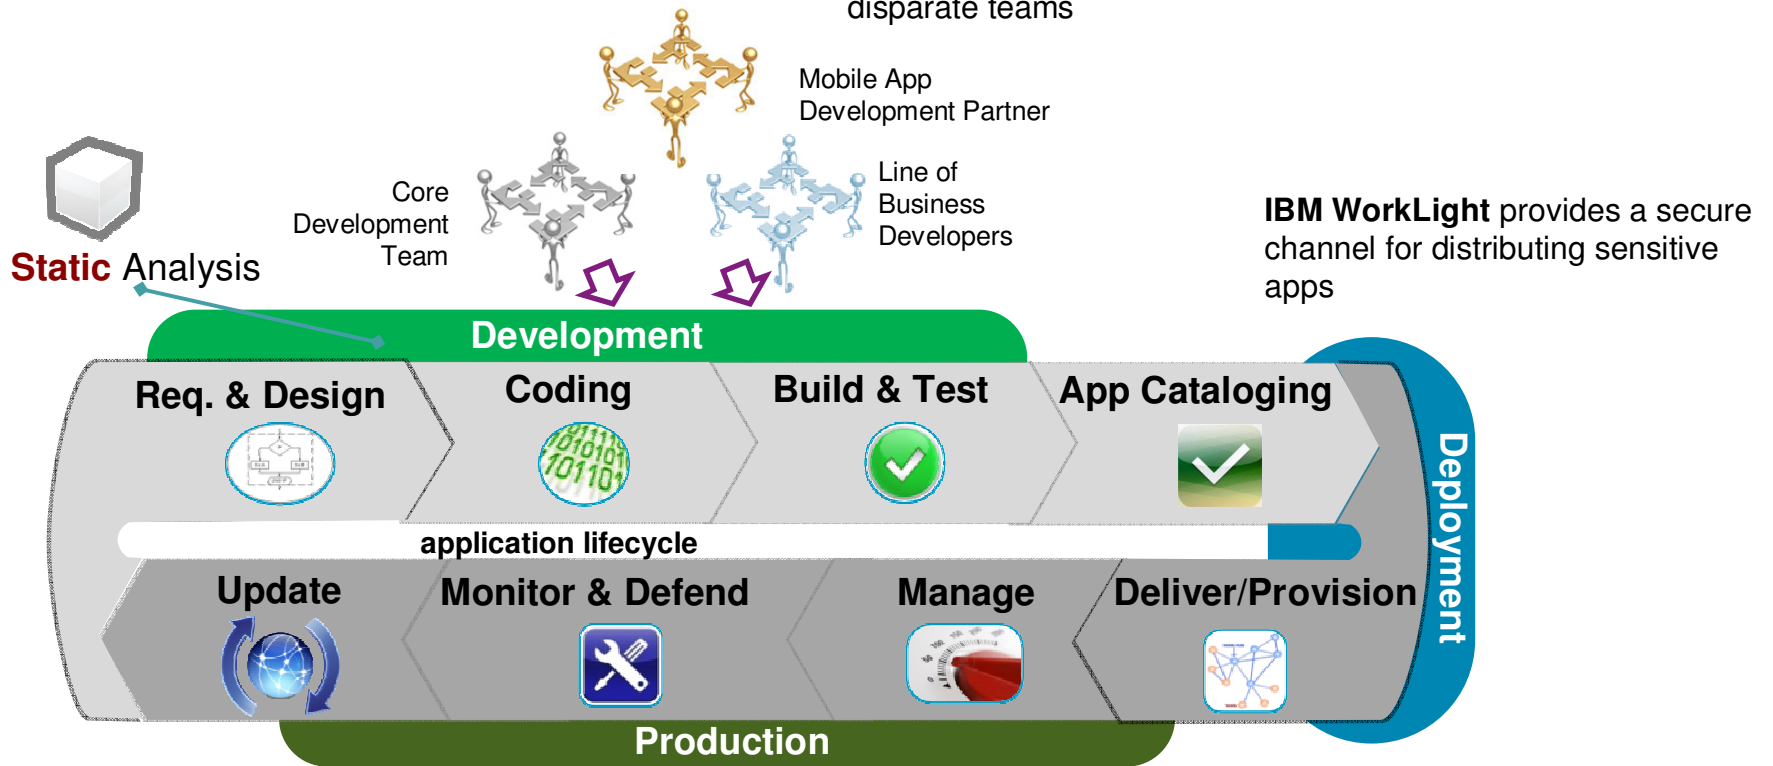 disparate teams
Mobile App
Development Partner
Core
Development
Team
Line of
Business
Developers
IBM WorkLight provides a secure
channel for distributing sensitive
apps
Static Analysis
Development
Req. & Design
Coding
Build & Test
App Cataloging
Deployment
application lifecycle
Update
Monitor & Defend
Manage
Deliver/Provision
Production